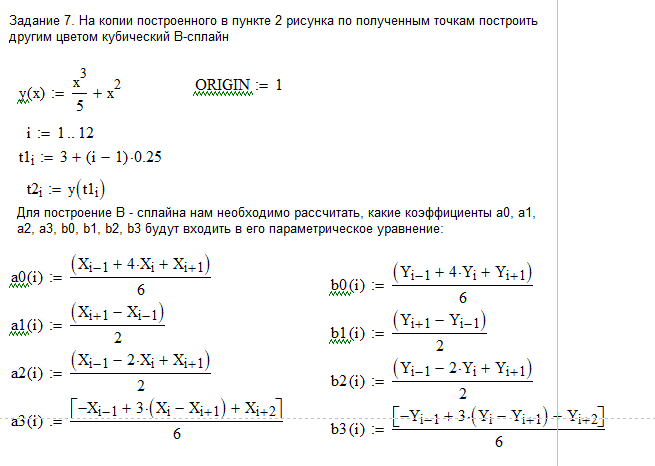 Задание 7. На копии построенного в пункте 2 рисунка по полученным точкам построить
другим цветом кубический В-сплайн
y(x) := x^3/5 + x^2    ORIGIN := 1
i := 1 .. 12
t1_i := 3 + (i − 1)·0.25
t2_i := y(t1_i)
Для построение В - сплайна нам необходимо рассчитать, какие коэффициенты a0, a1,
a2, a3, b0, b1, b2, b3 будут входить в его параметрическое уравнение:
a0(i) := (X_{i−1} + 4·X_i + X_{i+1})/6    b0(i) := (Y_{i−1} + 4·Y_i + Y_{i+1})/6
a1(i) := (X_{i+1} − X_{i−1})/2    b1(i) := (Y_{i+1} − Y_{i−1})/2
a2(i) := (X_{i−1} − 2·X_i + X_{i+1})/2    b2(i) := (Y_{i−1} − 2·Y_i + Y_{i+1})/2
a3(i) := [−X_{i−1} + 3·(X_i − X_{i+1}) + X_{i+2}]/6    b3(i) := [−Y_{i−1} + 3·(Y_i − Y_{i+1}) + Y_{i+2}]/6